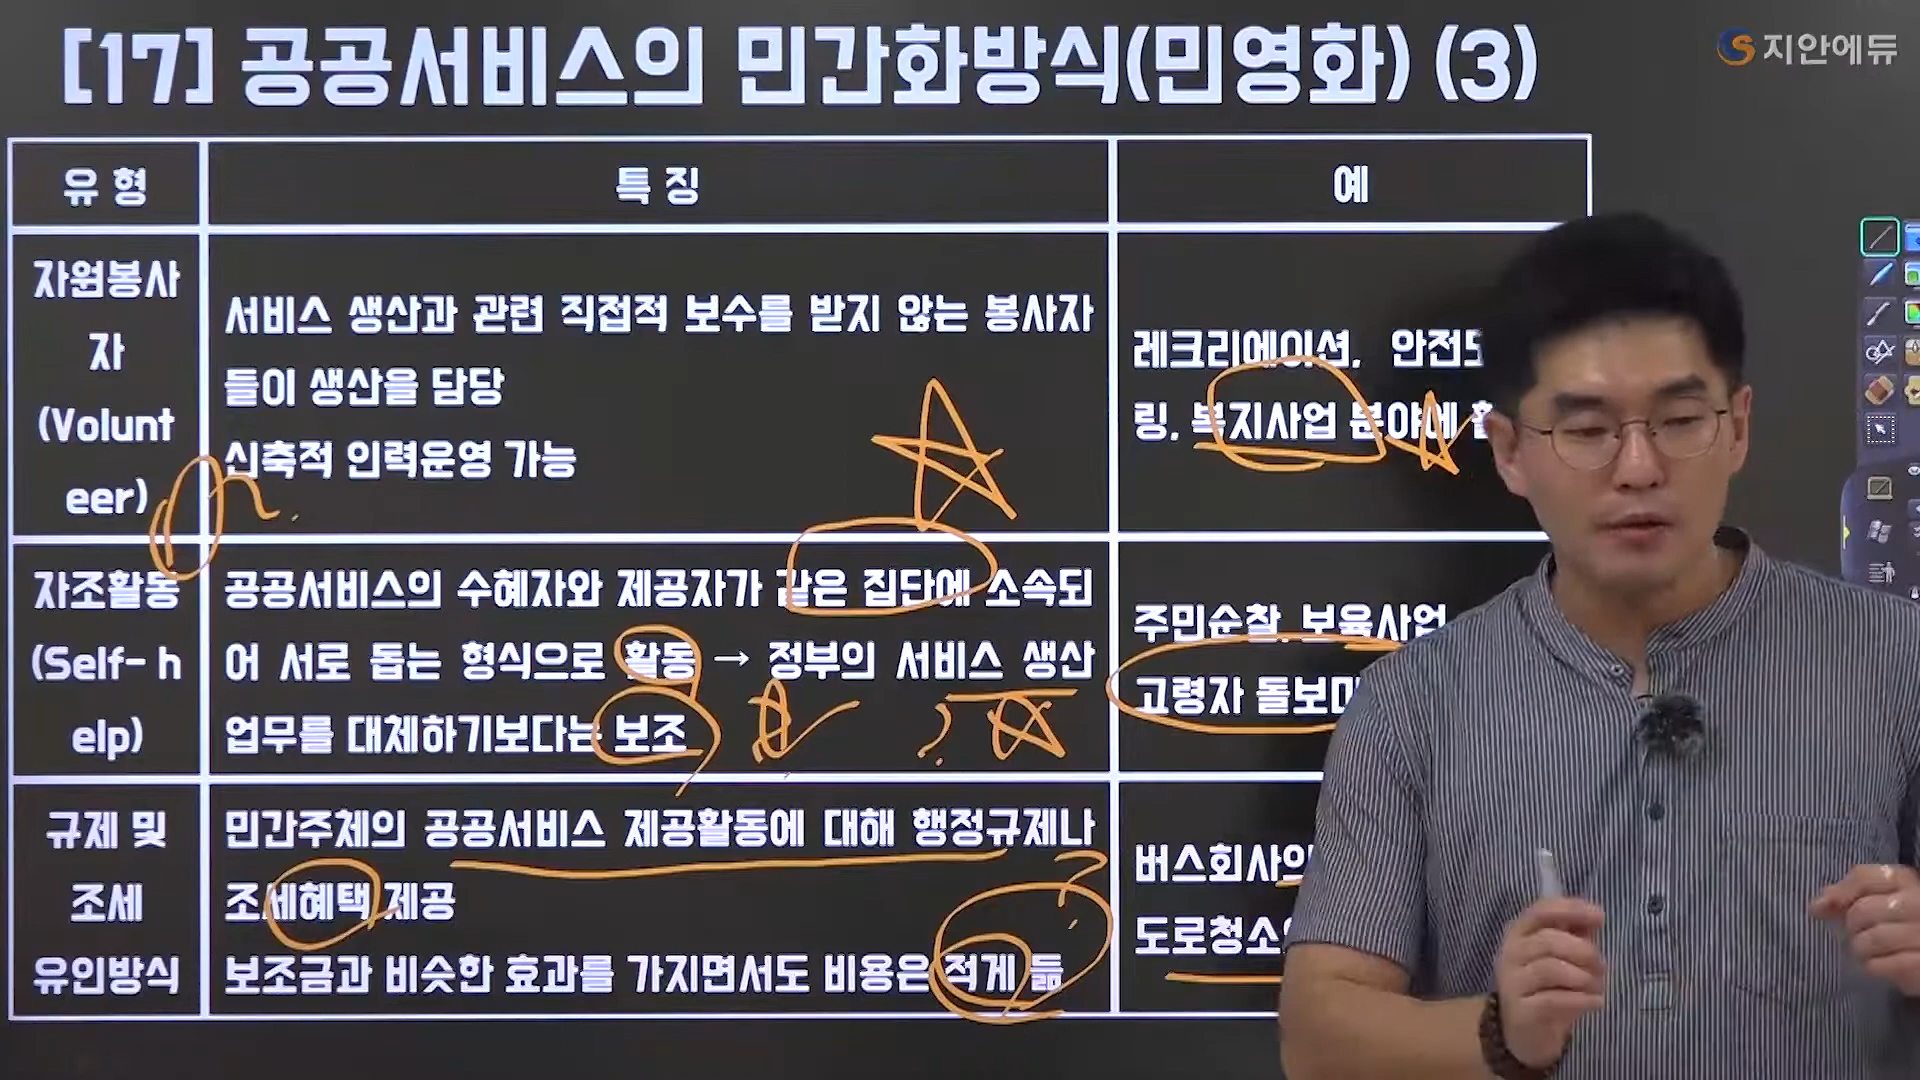 [17] 공공서비스의 민간화방식(민영화) (3)
지안에듀
유 형
특 징
예
자원봉사
자
(Volunt
eer)
서비스 생산과 관련 직접적 보수를 받지 않는 봉사자
들이 생산을 담당
신축적 인력운영 가능
레크리에이션, 안전모
링, 복지사업 분야에
자조활동
(Self- h
elp)
공공서비스의 수혜자와 제공자가 같은 집단에 소속되
어 서로 돕는 형식으로 활동 → 정부의 서비스 생산
업무를 대체하기보다는 보조
주민순찰, 보육사업
고령자 돌보미
규제 및
조세
유인방식
민간주체의 공공서비스 제공활동에 대해 행정규제나
조세혜택 제공
보조금과 비슷한 효과를 가지면서도 비용은 적게 듦
버스회사의
도로청소